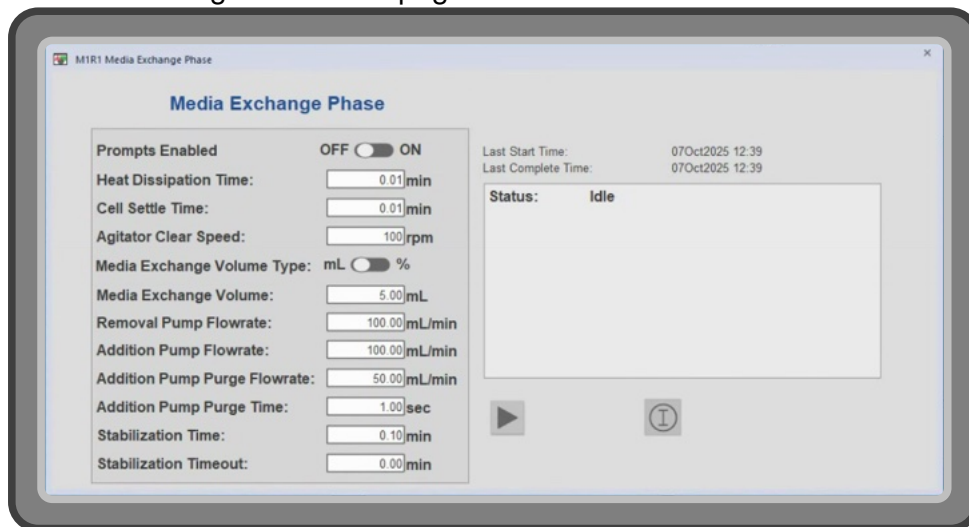 M1R1 Media Exchange Phase
Media Exchange Phase
Prompts Enabled OFF ON
Heat Dissipation Time: 0.01 min
Cell Settle Time: 0.01 min
Agitator Clear Speed: 100 rpm
Media Exchange Volume Type: mL %
Media Exchange Volume: 5.00 mL
Removal Pump Flowrate: 100.00 mL/min
Addition Pump Flowrate: 100.00 mL/min
Addition Pump Purge Flowrate: 50.00 mL/min
Addition Pump Purge Time: 1.00 sec
Stabilization Time: 0.10 min
Stabilization Timeout: 0.00 min
Last Start Time: 07Oct2025 12:39
Last Complete Time: 07Oct2025 12:39
Status: Idle